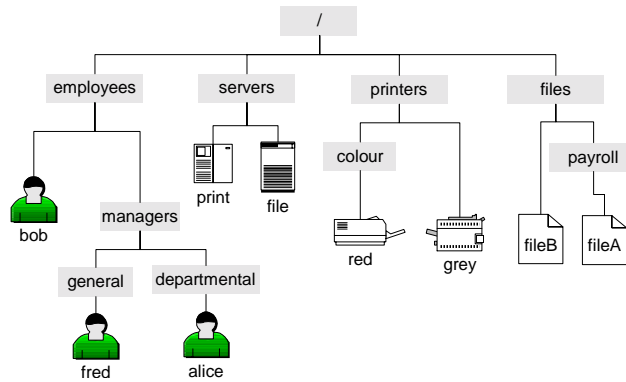 /
employees
servers
printers
files
colour
payroll
print
file
bob
managers
red
grey
fileB
fileA
general
departmental
fred
alice